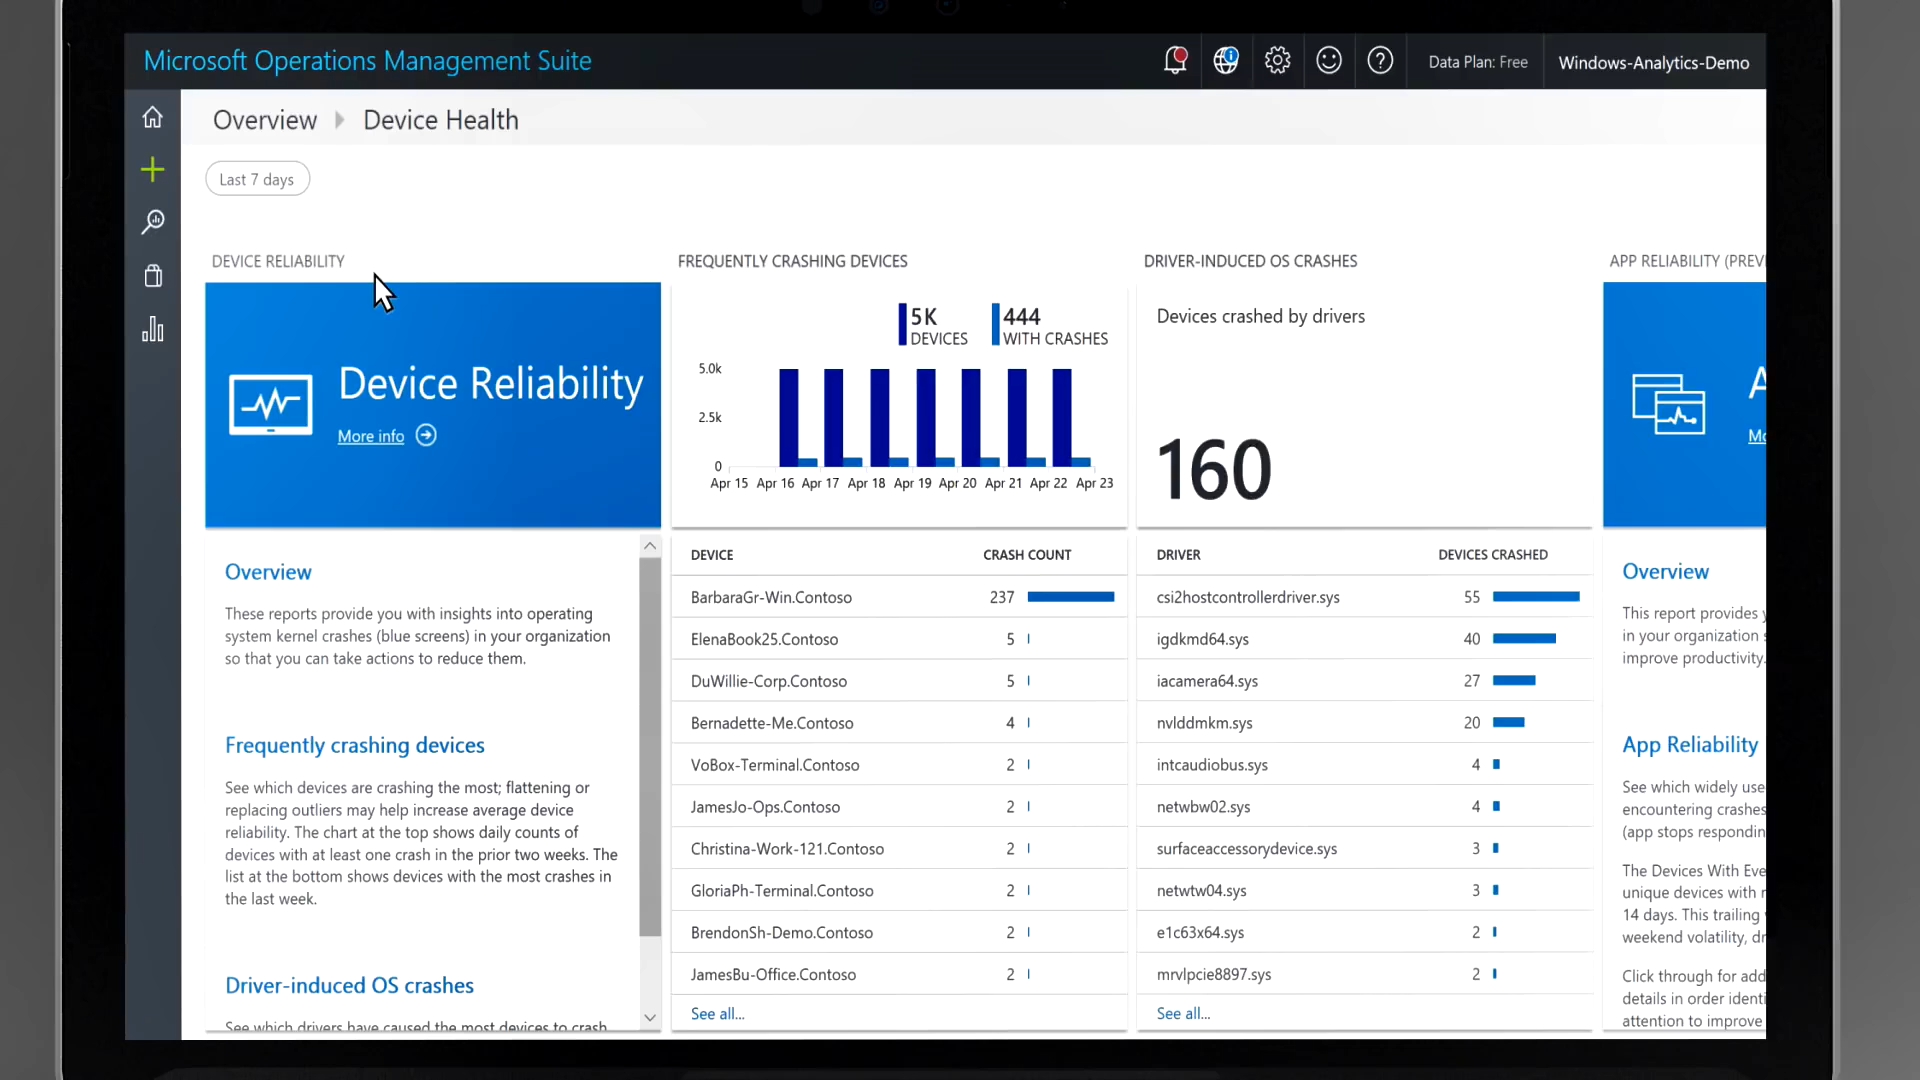 Microsoft Operations Management Suite
Data Plan: Free
Windows-Analytics-Demo
Overview
Device Health
Last 7 days
DEVICE RELIABILITY
Device Reliability
More info
Overview
These reports provide you with insights into operating
system kernel crashes (blue screens) in your organization
so that you can take actions to reduce them.
Frequently crashing devices
See which devices are crashing the most; flattening or
replacing outliers may help increase average device
reliability. The chart at the top shows daily counts of
devices with at least one crash in the prior two weeks. The
list at the bottom shows devices with the most crashes in
the last week.
Driver-induced OS crashes
See which drivers have caused the most devices to crash
FREQUENTLY CRASHING DEVICES
5K
DEVICES
444
WITH CRASHES
5.0k
2.5k
0
Apr 15 Apr 16 Apr 17 Apr 18 Apr 19 Apr 20 Apr 21 Apr 22 Apr 23
DEVICE CRASH COUNT
BarbaraGr-Win.Contoso 237
ElenaBook25.Contoso 5
DuWillie-Corp.Contoso 5
Bernadette-Me.Contoso 4
VoBox-Terminal.Contoso 2
JamesJo-Ops.Contoso 2
Christina-Work-121.Contoso 2
GloriaPh-Terminal.Contoso 2
BrendonSh-Demo.Contoso 2
JamesBu-Office.Contoso 2
See all...
DRIVER-INDUCED OS CRASHES
Devices crashed by drivers
160
DRIVER DEVICES CRASHED
csi2hostcontrollerdriver.sys 55
igdkmd64.sys 40
iacamera64.sys 27
nvlddmkm.sys 20
intcaudiobus.sys 4
netwbw02.sys 4
surfaceaccessorydevice.sys 3
netwtw04.sys 3
e1c63x64.sys 2
mrvlpcie8897.sys 2
See all...
APP RELIABILITY (PREV
A
Mo
Overview
This report provides
in your organization
improve productivity.
App Reliability
See which widely use
encountering crashes
(app stops respondin
The Devices With Eve
unique devices with
14 days. This trailing
weekend volatility, dr
Click through for add
details in order identi
attention to improve